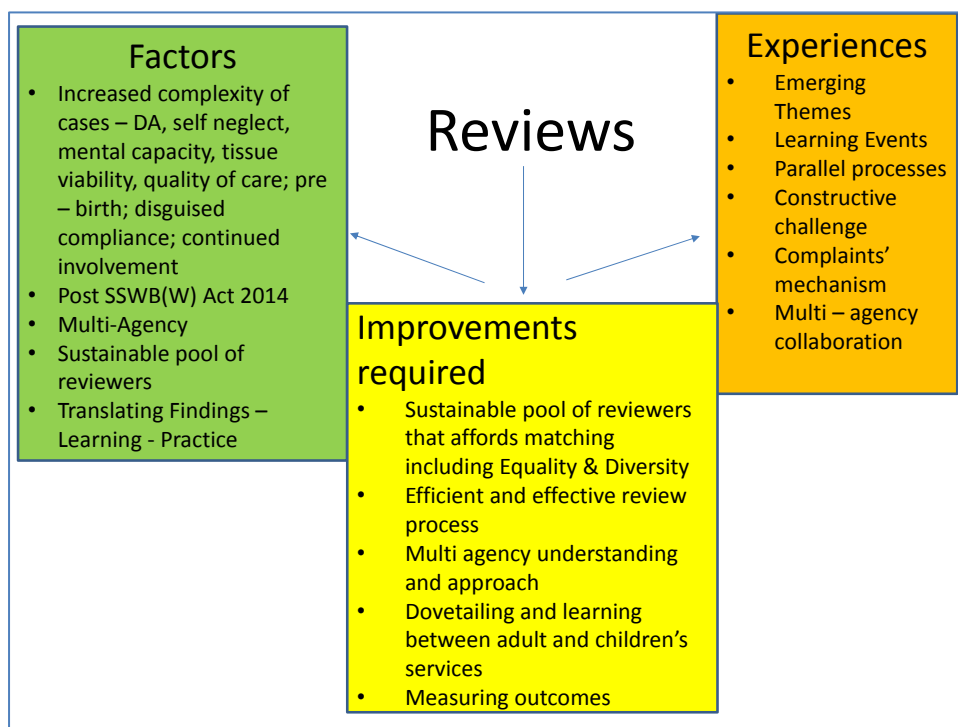 Reviews
Factors
• Increased complexity of
cases – DA, self neglect,
mental capacity, tissue
viability, quality of care; pre
– birth; disguised
compliance; continued
involvement
• Post SSWB(W) Act 2014
• Multi-Agency
• Sustainable pool of
reviewers
• Translating Findings –
Learning - Practice
Improvements
required
• Sustainable pool of reviewers
that affords matching
including Equality & Diversity
• Efficient and effective review
process
• Multi agency understanding
and approach
• Dovetailing and learning
between adult and children’s
services
• Measuring outcomes
Experiences
• Emerging
Themes
• Learning Events
• Parallel processes
• Constructive
challenge
• Complaints’
mechanism
• Multi – agency
collaboration